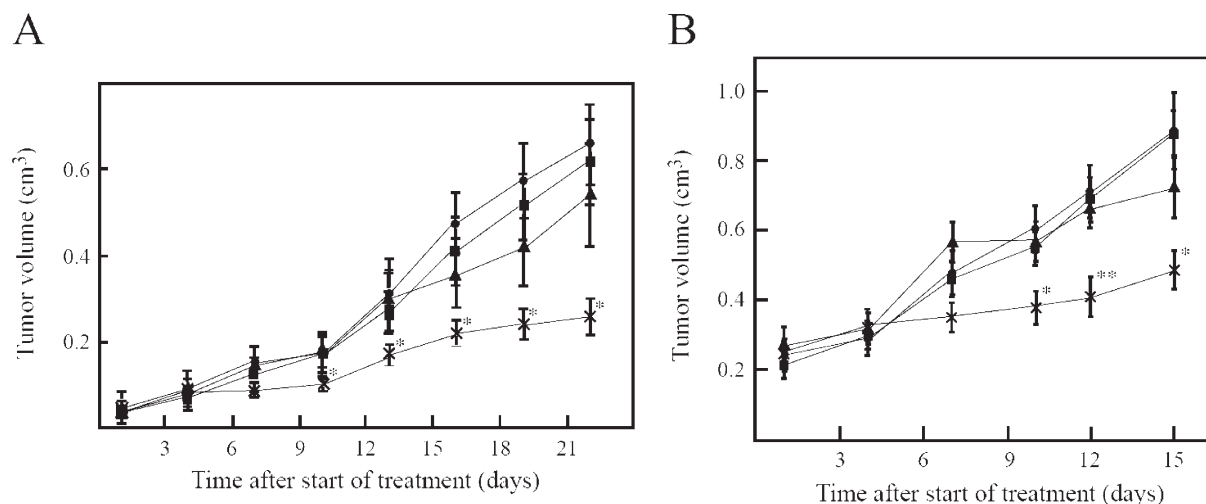 A
Tumor volume (cm³)
0.6
0.4
0.2
*
*
*
*
*
3 6 9 12 15 18 21
Time after start of treatment (days)
B
Tumor volume (cm³)
1.0
0.8
0.6
0.4
0.2
*
**
*
3 6 9 12 15
Time after start of treatment (days)